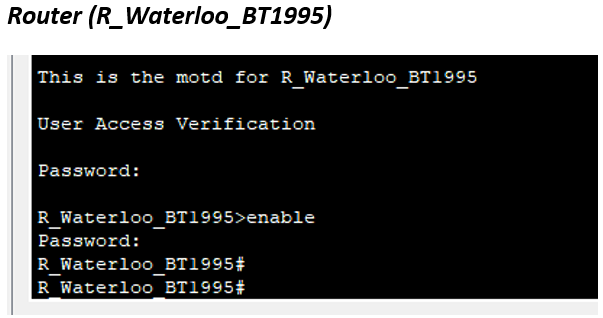 Router (R_Waterloo_BT1995)
This is the motd for R_Waterloo_BT1995
User Access Verification
Password:
R_Waterloo_BT1995>enable
Password:
R_Waterloo_BT1995#
R_Waterloo_BT1995#